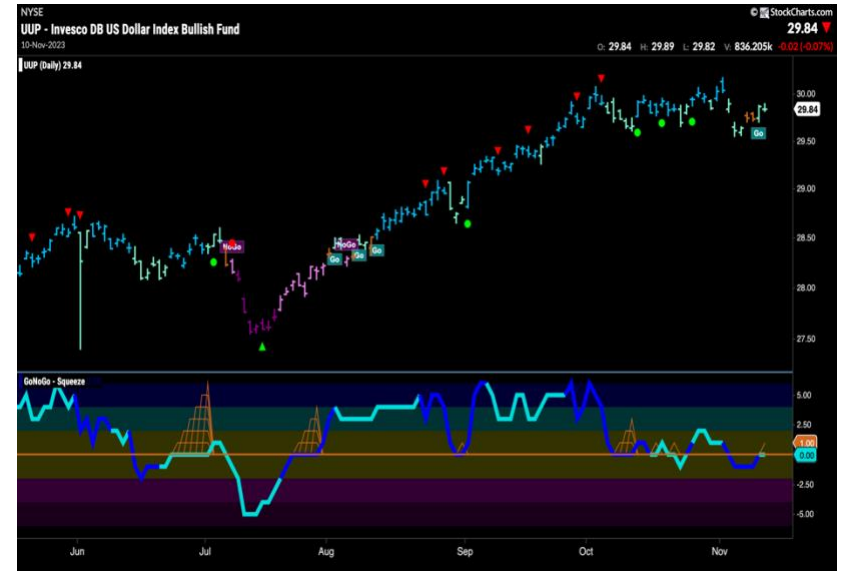 NYSE
© StockCharts.com
UUP - Invesco DB US Dollar Index Bullish Fund
29.84
10-Nov-2023
O: 29.84 H: 29.89 L: 29.82 V: 836.205k -0.02 (-0.07%)
UUP (Daily) 29.84
30.00
29.84
29.50
29.00
28.50
28.00
27.50
NoGo
NoGo
Go
Go
Go
Go
GoNoGo - Squeeze
5.00
2.50
1.00
0.00
-2.50
-5.00
Jun Jul Aug Sep Oct Nov